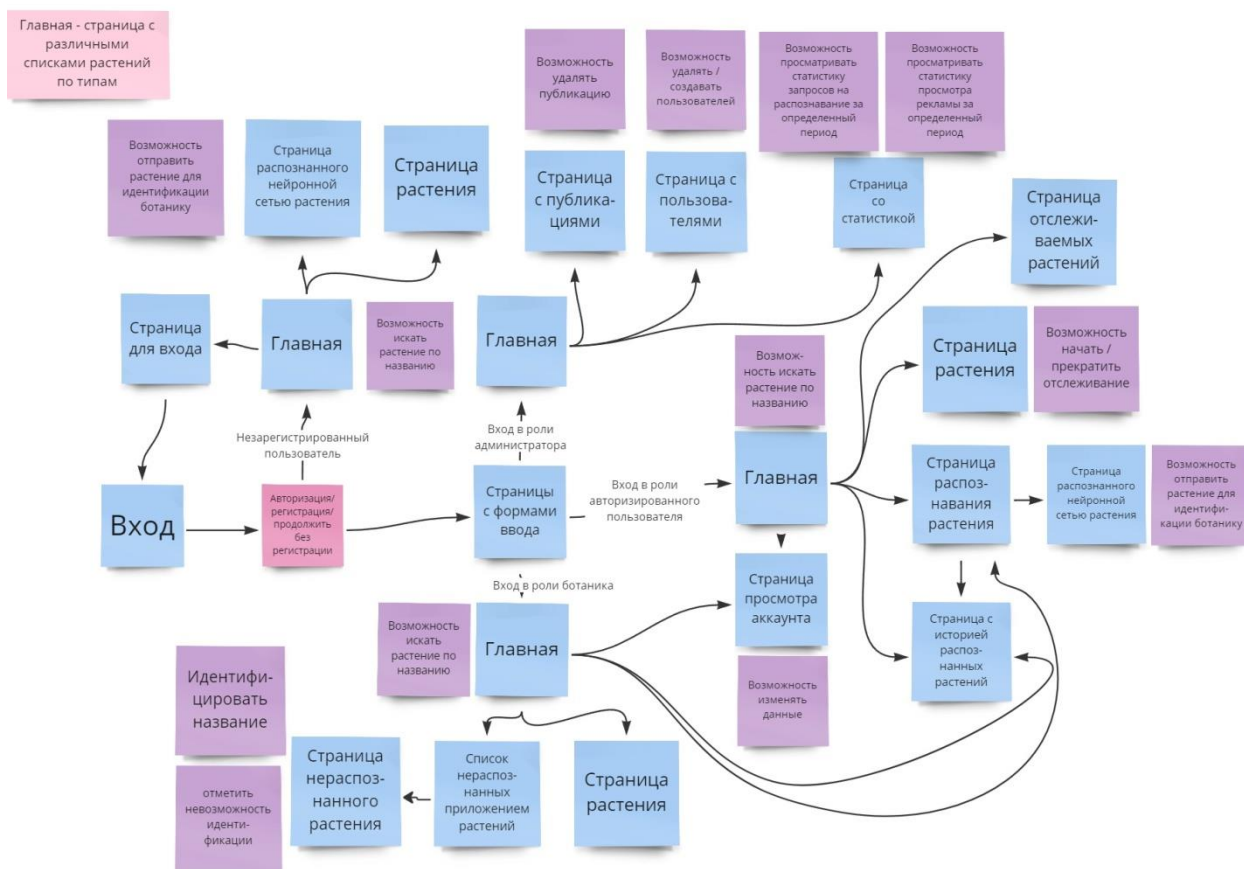 Главная - страница с
различными
списками растений
по типам
Возможность
отправить
растение для
идентификации
ботанику
Страница
распознанного
нейронной
сетью растения
Страница
растения
Возможность
удалять
публикацию
Возможность
удалять /
создавать
пользователей
Возможность
просматривать
статистику
запросов на
распознавание за
определенный
период
Возможность
просматривать
статистику
просмотра
рекламы за
определенный
период
Страница
с публика-
циями
Страница с
пользова-
телями
Страница
со
статистикой
Страница
отслежи-
ваемых
растений
Страница
для входа
Главная
Возможность
искать
растение по
названию
Главная
Возмож-
ность искать
растение по
названию
Страница
растения
Возможность
начать /
прекратить
отслеживание
Незарегистрированный
пользователь
Вход в роли
администратора
Вход
Авторизация/
регистрация/
продолжить
без
регистрации
Страницы
с формами
ввода
Вход в роли
авторизированного
пользователя
Главная
Страница
распоз-
навания
растения
Страница
распознанного
нейронной
сетью растения
Возможность
отправить
растение для
идентифи-
кации ботанику
Вход в роли ботаника
Возможность
искать
растение по
названию
Главная
Страница
просмотра
аккаунта
Страница с
историей
распоз-
нанных
растений
Возможность
изменять
данные
Идентифи-
цировать
название
отметить
невозможность
иденти-
фикации
Страница
нераспоз-
нанного
растения
Список
нераспоз-
нанных
приложением
растений
Страница
растения